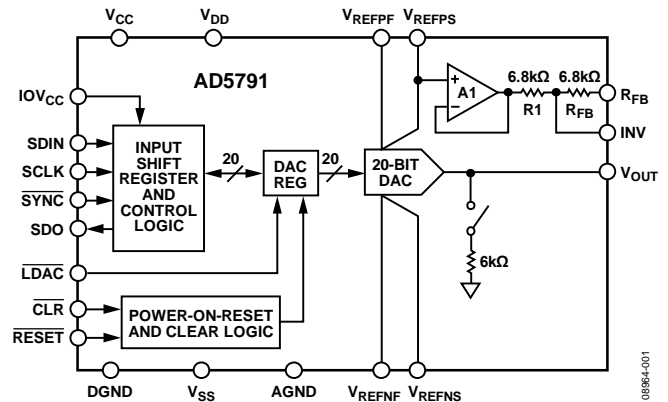 VCC
VDD
VREFPF
VREFPS
AD5791
IOVCC
SDIN
SCLK
SYNC
SDO
LDAC
CLR
RESET
INPUT
SHIFT
REGISTER
AND
CONTROL
LOGIC
20
DAC
REG
20
20-BIT
DAC
A1
+
–
6.8kΩ
R1
6.8kΩ
RFB
RFB
INV
VOUT
6kΩ
POWER-ON-RESET
AND CLEAR LOGIC
DGND
VSS
AGND
VREFNF
VREFNS
08964-001